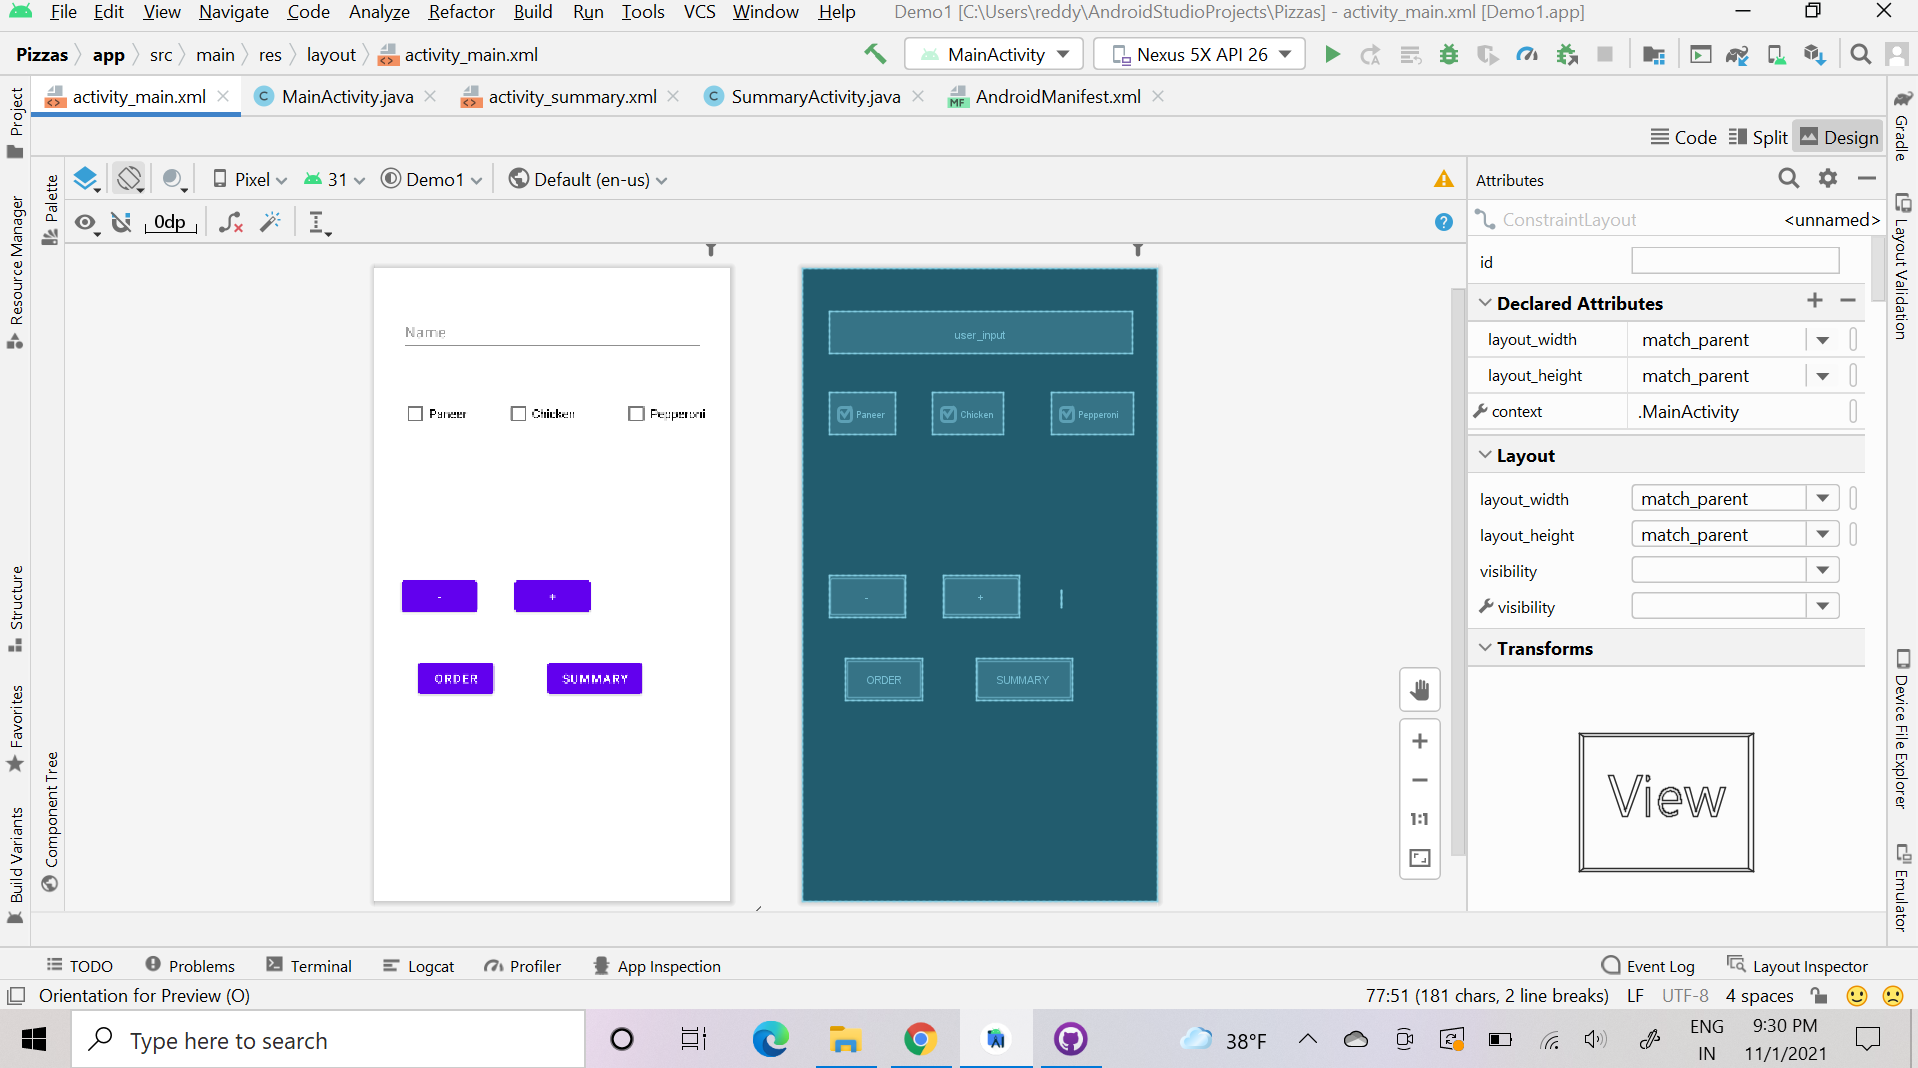 File Edit View Navigate Code Analyze Refactor Build Run Tools VCS Window Help Demo1 [C:\Users\reddy\AndroidStudioProjects\Pizzas] - activity_main.xml [Demo1.app]
Pizzas app src main res layout activity_main.xml MainActivity Nexus 5X API 26
activity_main.xml MainActivity.java activity_summary.xml SummaryActivity.java MF AndroidManifest.xml
Code Split Design
Pixel 31 Demo1 Default (en-us)
0dp
Attributes
ConstraintLayout <unnamed>
id
Declared Attributes
layout_width match_parent
layout_height match_parent
context .MainActivity
Layout
layout_width match_parent
layout_height match_parent
visibility
visibility
Transforms
View
1:1
Name
Paneer Chicken Pepperoni
- +
ORDER SUMMARY
user_input
Paneer Chicken Pepperoni
- +
ORDER SUMMARY
Project
Resource Manager
Structure
Favorites
Build Variants
Palette
Component Tree
Gradle
Layout Validation
Device File Explorer
Emulator
TODO Problems Terminal Logcat Profiler App Inspection Event Log Layout Inspector
Orientation for Preview (O) 77:51 (181 chars, 2 line breaks) LF UTF-8 4 spaces
Type here to search 38°F ENG IN 9:30 PM 11/1/2021